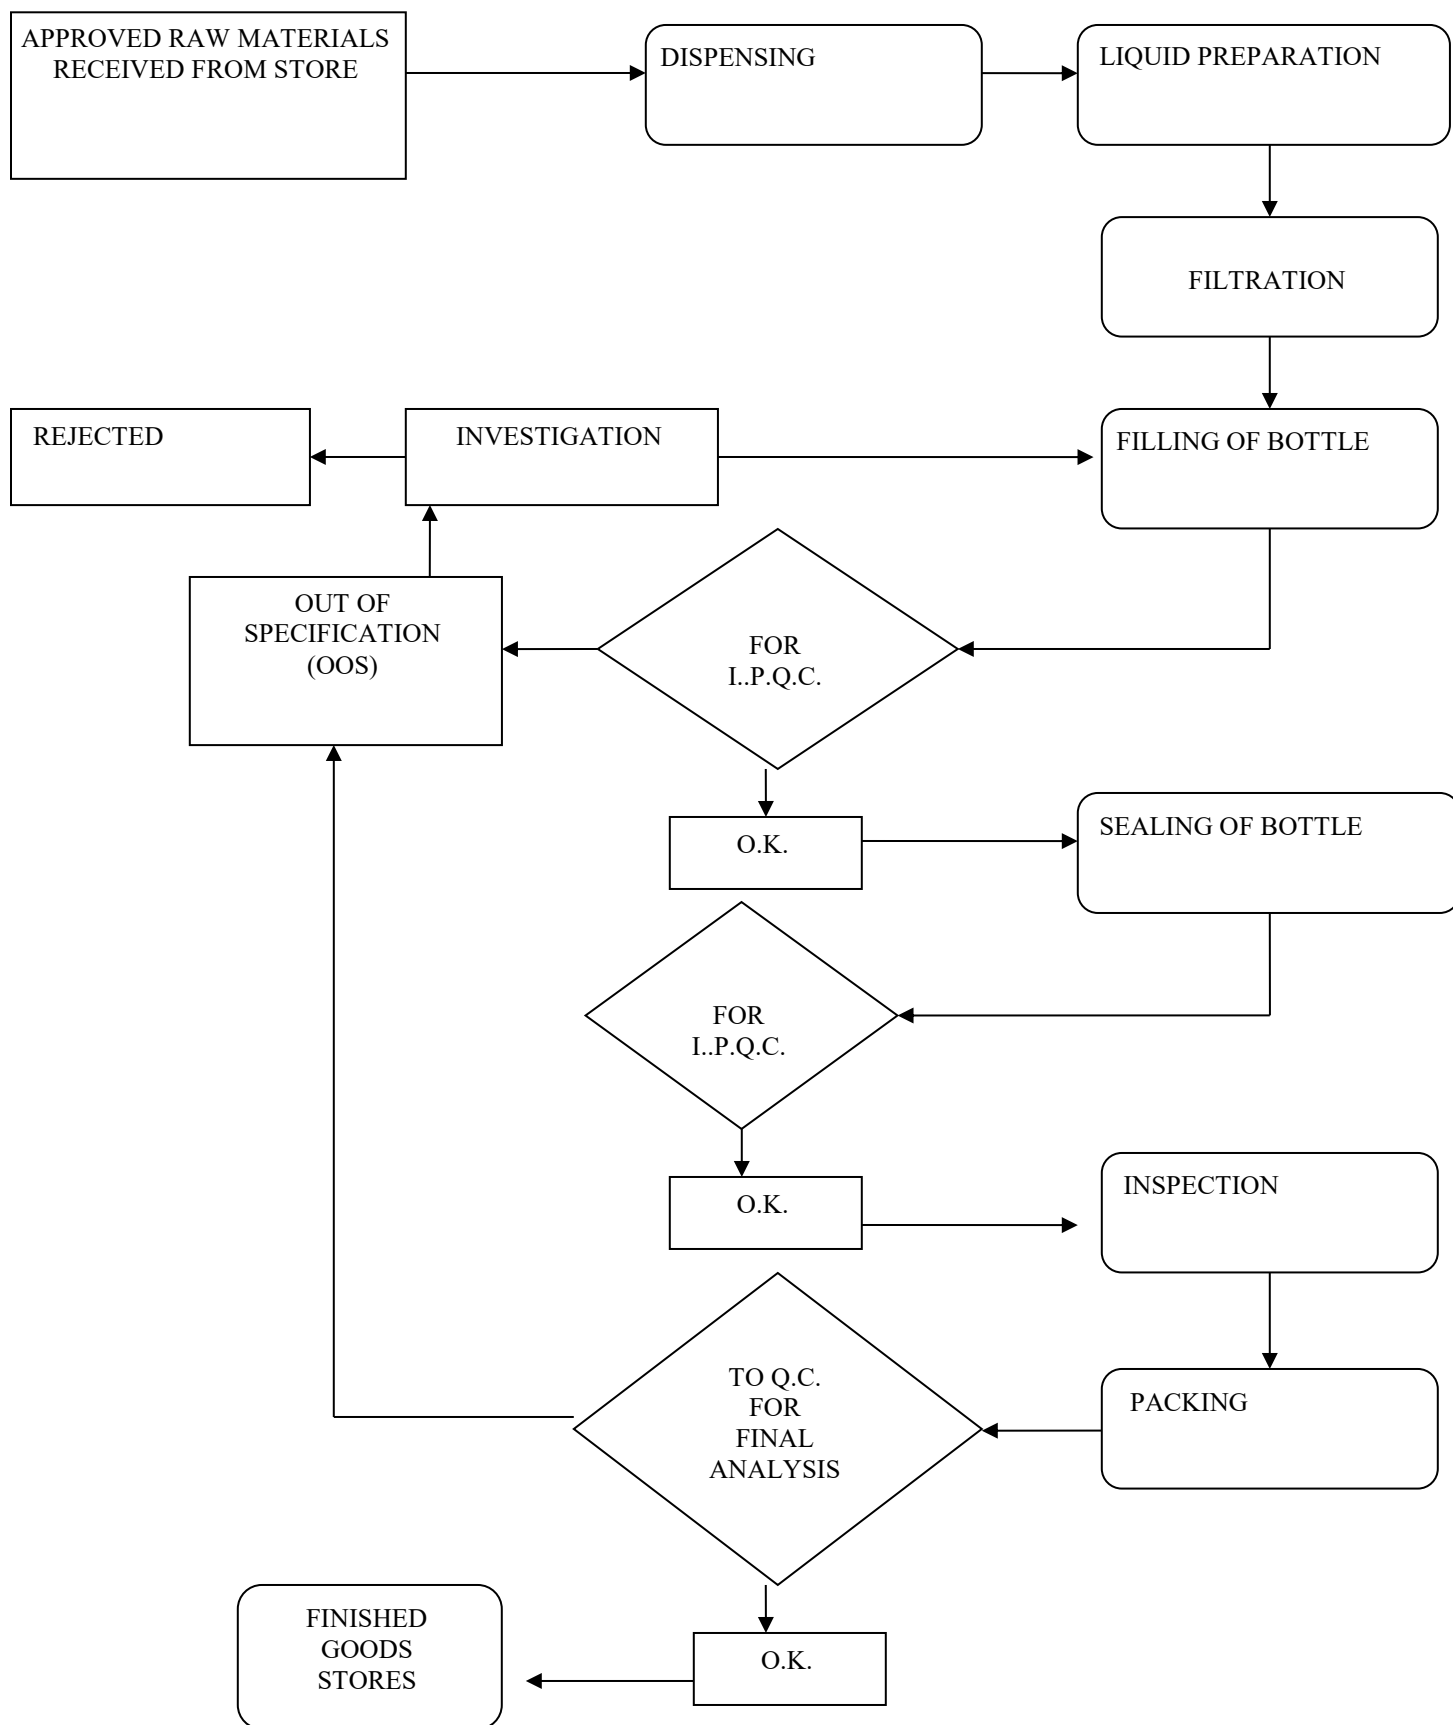 APPROVED RAW MATERIALS
RECEIVED FROM STORE
DISPENSING
LIQUID PREPARATION
FILTRATION
REJECTED
INVESTIGATION
FILLING OF BOTTLE
OUT OF
SPECIFICATION
(OOS)
FOR
I..P.Q.C.
O.K.
SEALING OF BOTTLE
FOR
I..P.Q.C.
O.K.
INSPECTION
TO Q.C.
FOR
FINAL
ANALYSIS
PACKING
FINISHED
GOODS
STORES
O.K.